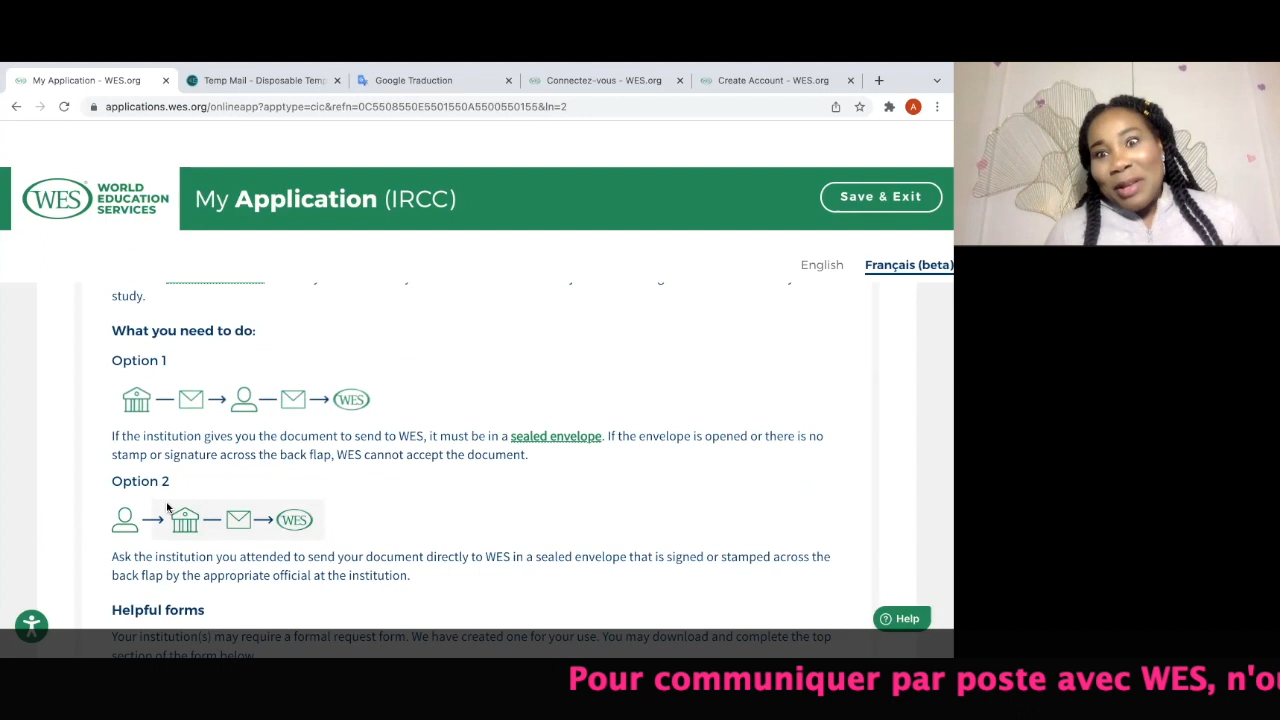 My Application - WES.org
Temp Mail - Disposable Temp
Google Traduction
Connectez-vous - WES.org
Create Account - WES.org
applications.wes.org/onlineapp?apptype=cic&refn=0C5508550E5501550A5500550155&ln=2
A
WES
WORLD
EDUCATION
SERVICES
My Application (IRCC)
Save & Exit
English
Français (beta)
study.
What you need to do:
Option 1
WES
If the institution gives you the document to send to WES, it must be in a sealed envelope. If the envelope is opened or there is no
stamp or signature across the back flap, WES cannot accept the document.
Option 2
WES
Ask the institution you attended to send your document directly to WES in a sealed envelope that is signed or stamped across the
back flap by the appropriate official at the institution.
Helpful forms
Help
Your institution(s) may require a formal request form. We have created one for your use. You may download and complete the top
section of the form below.
Pour communiquer par poste avec WES, n'o